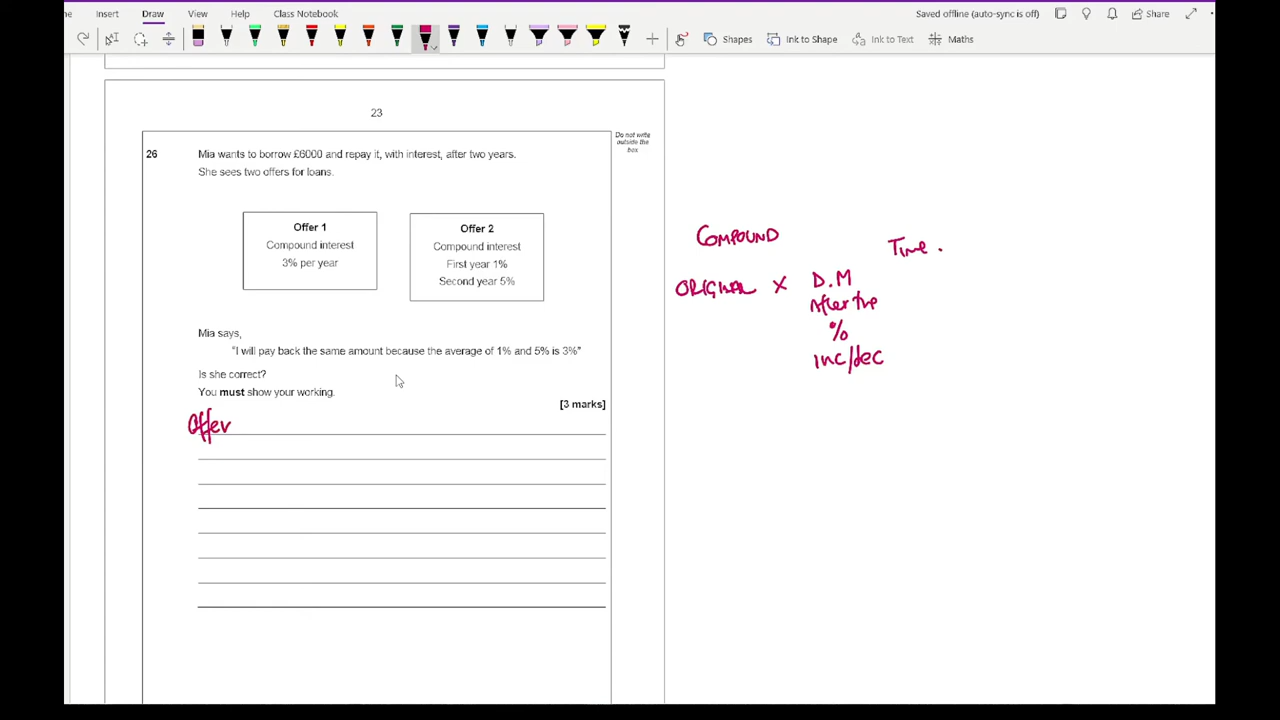 Insert Draw View Help Class Notebook Saved offline (auto-sync is off) Share
Shapes Ink to Shape Ink to Text Maths
23
Do not write
outside the
box
26 Mia wants to borrow £6000 and repay it, with interest, after two years.
She sees two offers for loans.
Offer 1
Compound interest
3% per year
Offer 2
Compound interest
First year 1%
Second year 5%
Mia says,
“I will pay back the same amount because the average of 1% and 5% is 3%”
Is she correct?
You must show your working.
[3 marks]
Offer
COMPOUND
Time .
ORIGINAL × D.M
After the
%
inc/dec